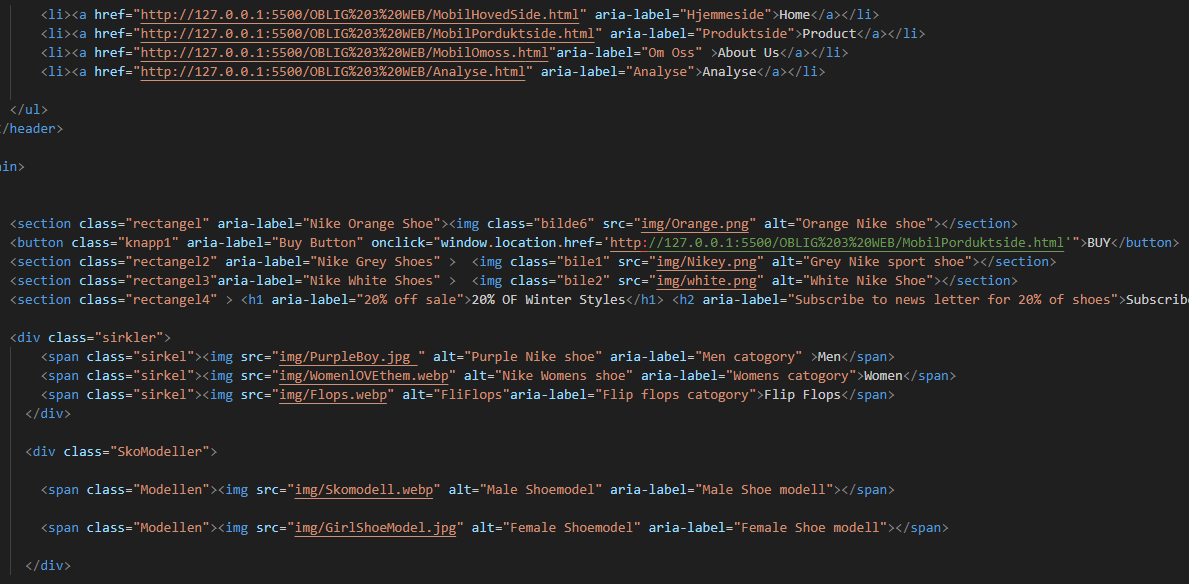 <li><a href="http://127.0.0.1:5500/OBLIG%203%20WEB/MobilHovedSide.html" aria-label="Hjemmeside">Home</a></li>
<li><a href="http://127.0.0.1:5500/OBLIG%203%20WEB/MobilPorduktside.html" aria-label="Produktside">Product</a></li>
<li><a href="http://127.0.0.1:5500/OBLIG%203%20WEB/MobilOmoss.html"aria-label="Om Oss" >About Us</a></li>
<li><a href="http://127.0.0.1:5500/OBLIG%203%20WEB/Analyse.html" aria-label="Analyse">Analyse</a></li>
</ul>
/header>
in>
<section class="rectangel" aria-label="Nike Orange Shoe"><img class="bilde6" src="img/Orange.png" alt="Orange Nike shoe"></section>
<button class="knapp1" aria-label="Buy Button" onclick="window.location.href='http://127.0.0.1:5500/OBLIG%203%20WEB/MobilPorduktside.html'">BUY</button>
<section class="rectangel2" aria-label="Nike Grey Shoes" >  <img class="bile1" src="img/Nikey.png" alt="Grey Nike sport shoe"></section>
<section class="rectangel3"aria-label="Nike White Shoes" >  <img class="bile2" src="img/white.png" alt="White Nike Shoe"></section>
<section class="rectangel4" > <h1 aria-label="20% off sale">20% OF Winter Styles</h1> <h2 aria-label="Subscribe to news letter for 20% of shoes">Subscribe
<div class="sirkler">
<span class="sirkel"><img src="img/PurpleBoy.jpg " alt="Purple Nike shoe" aria-label="Men catogory" >Men</span>
<span class="sirkel"><img src="img/WomenlOVEthem.webp" alt="Nike Womens shoe" aria-label="Womens catogory">Women</span>
<span class="sirkel"><img src="img/Flops.webp" alt="FliFlops"aria-label="Flip flops catogory">Flip Flops</span>
</div>
<div class="SkoModeller">
<span class="Modellen"><img src="img/Skomodell.webp" alt="Male Shoemodel" aria-label="Male Shoe modell"></span>
<span class="Modellen"><img src="img/GirlShoeModel.jpg" alt="Female Shoemodel" aria-label="Female Shoe modell"></span>
</div>